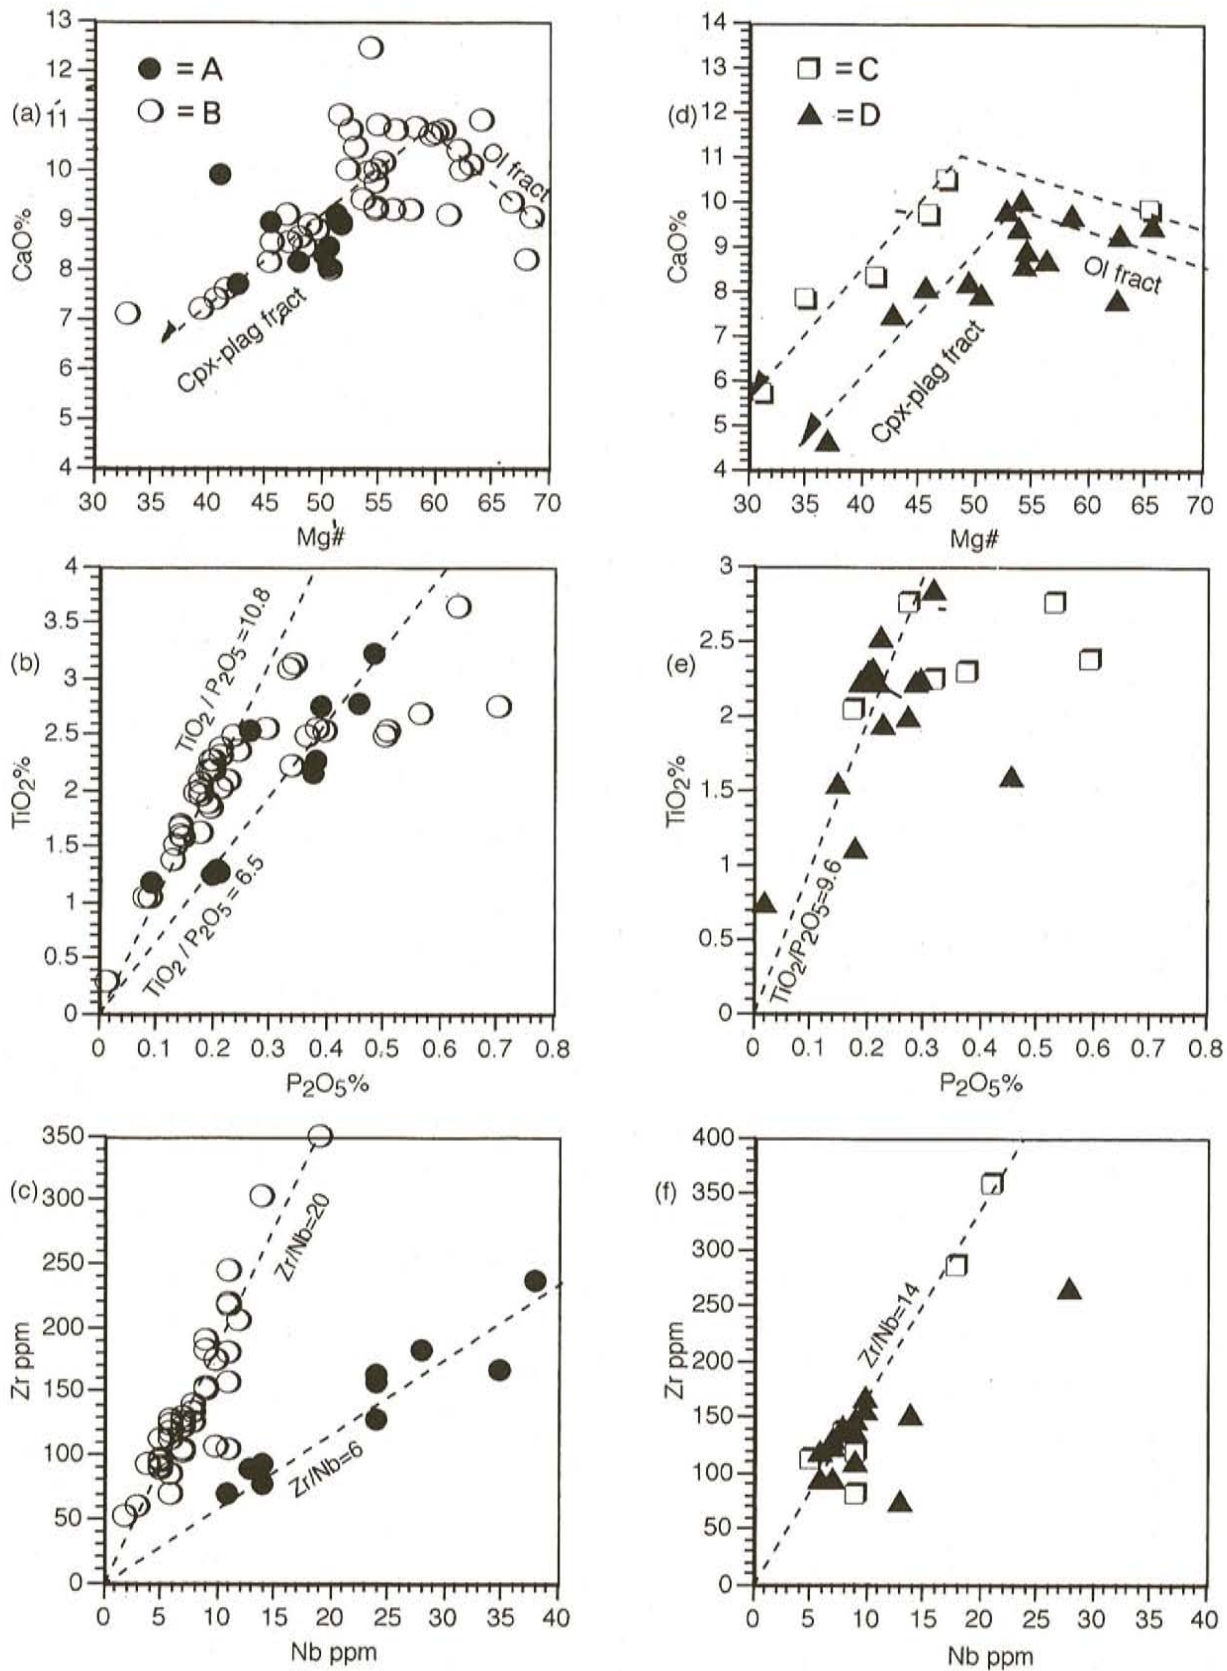 (a)
CaO%
13
12
11
10
9
8
7
6
5
4
= A
= B
Ol fract
Cpx-plag fract
30 35 40 45 50 55 60 65 70
Mg#
(d)
CaO%
14
13
12
11
10
9
8
7
6
5
4
= C
= D
Ol fract
Cpx-plag fract
30 35 40 45 50 55 60 65 70
Mg#
(b)
TiO2%
4
3.5
3
2.5
2
1.5
1
0.5
0
TiO2 / P2O5 = 10.8
TiO2 / P2O5 = 6.5
0 0.1 0.2 0.3 0.4 0.5 0.6 0.7 0.8
P2O5%
(e)
TiO2%
3
2.5
2
1.5
1
0.5
0
TiO2/P2O5=9.6
0 0.1 0.2 0.3 0.4 0.5 0.6 0.7 0.8
P2O5%
(c)
Zr ppm
350
300
250
200
150
100
50
0
Zr/Nb=20
Zr/Nb=6
0 5 10 15 20 25 30 35 40
Nb ppm
(f)
Zr ppm
400
350
300
250
200
150
100
50
0
Zr/Nb=14
0 5 10 15 20 25 30 35 40
Nb ppm